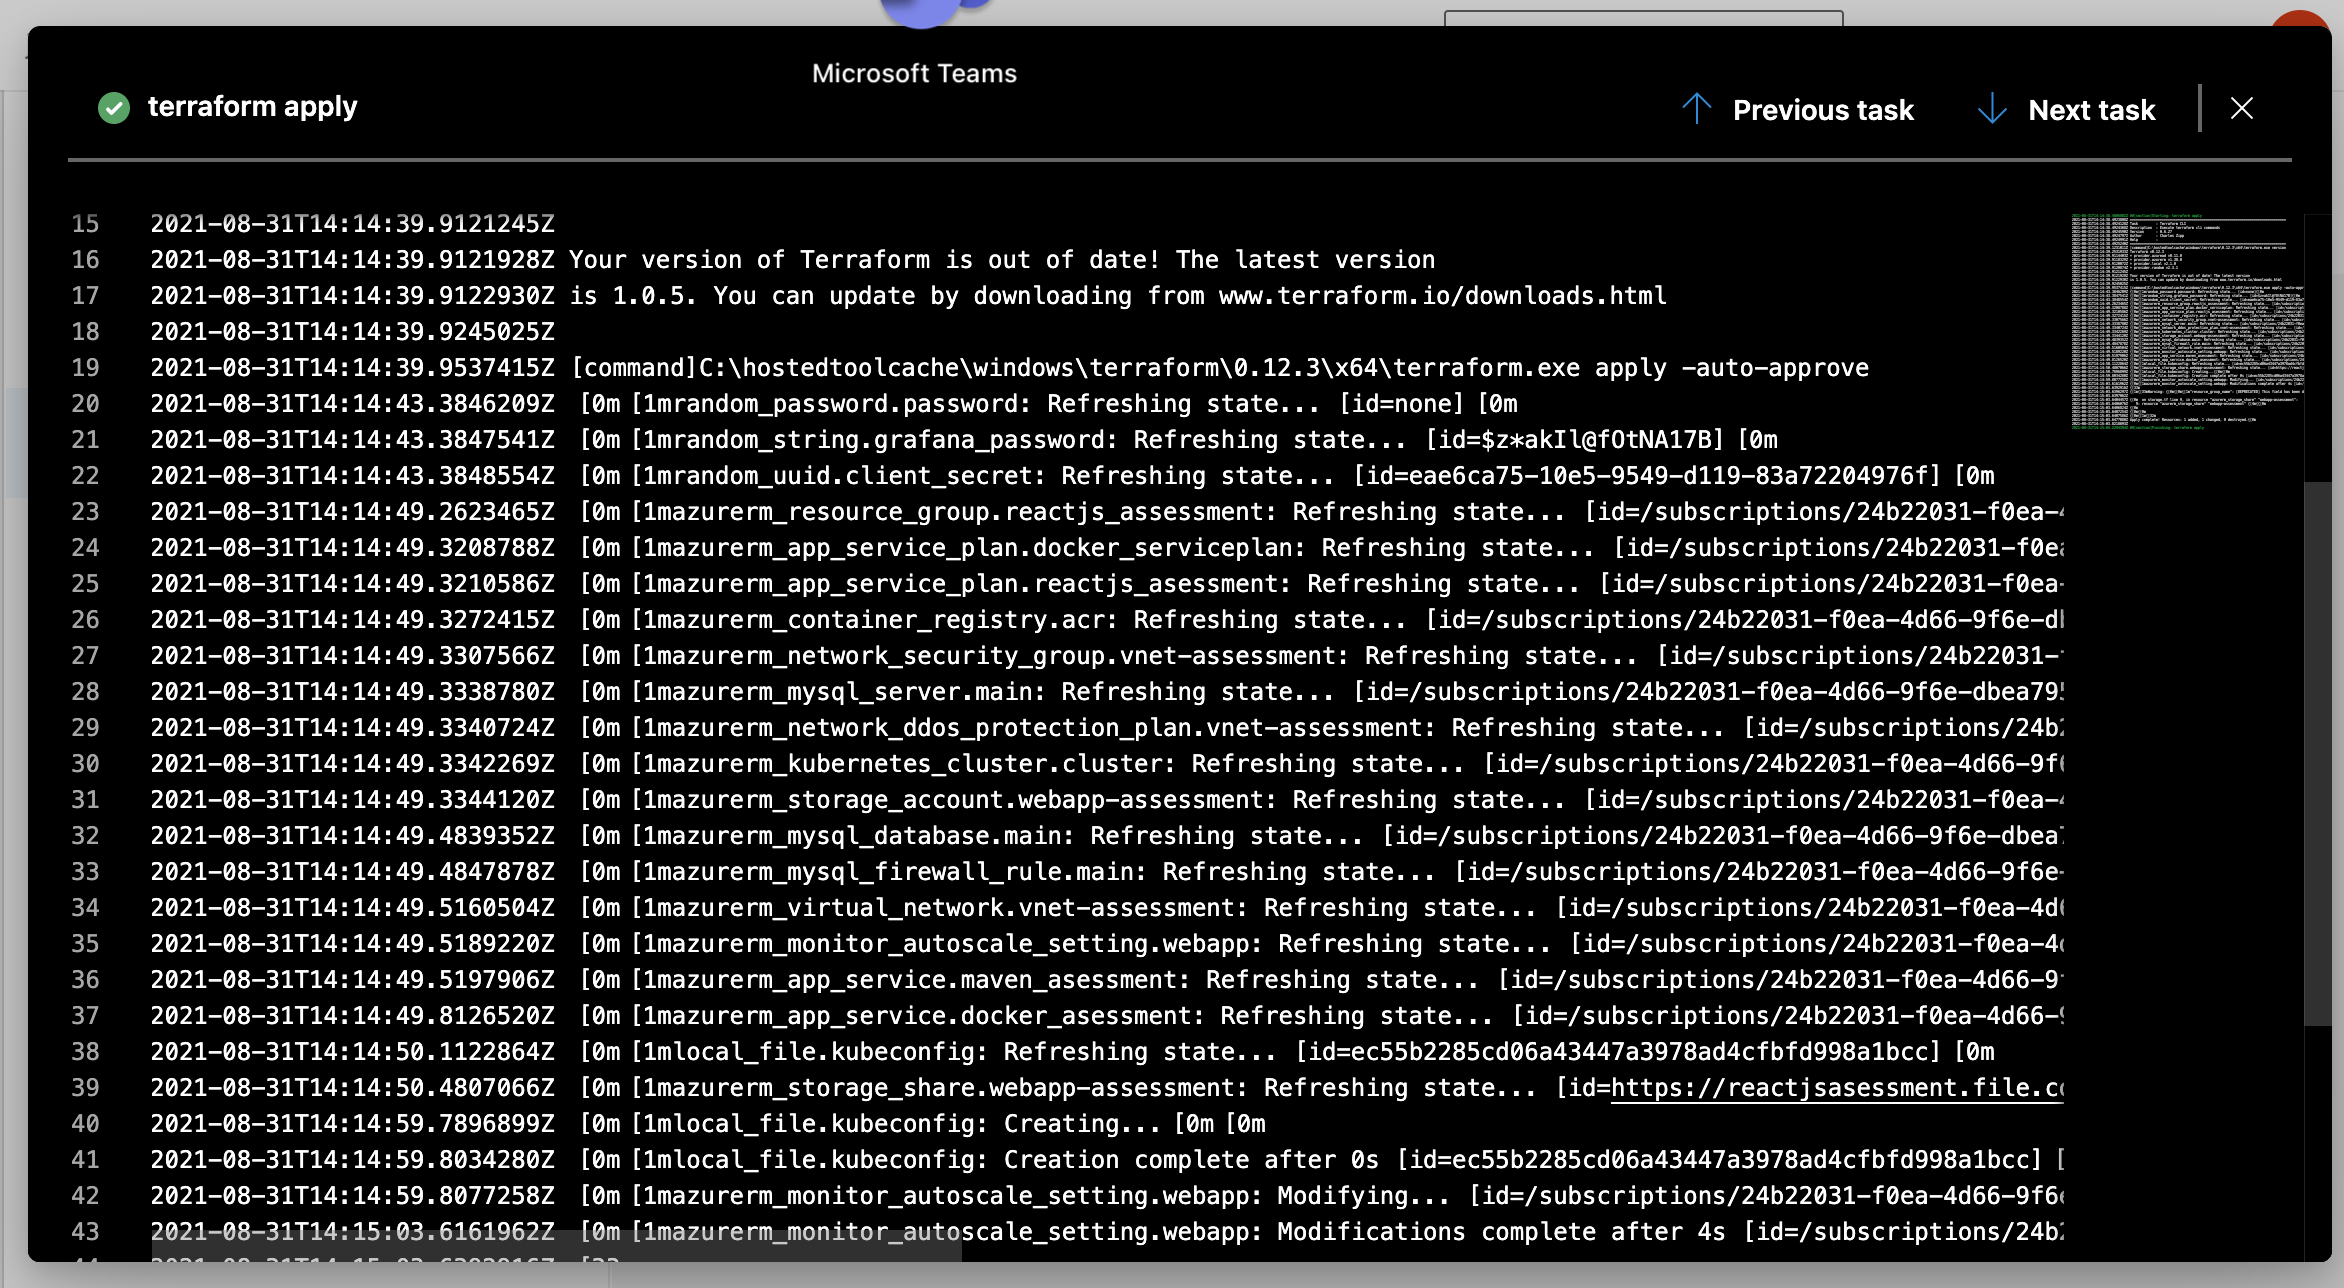 Microsoft Teams
terraform apply
Previous task
Next task
15 2021-08-31T14:14:39.9121245Z
16 2021-08-31T14:14:39.9121928Z Your version of Terraform is out of date! The latest version
17 2021-08-31T14:14:39.9122930Z is 1.0.5. You can update by downloading from www.terraform.io/downloads.html
18 2021-08-31T14:14:39.9245025Z
19 2021-08-31T14:14:39.9537415Z [command]C:\hostedtoolcache\windows\terraform\0.12.3\x64\terraform.exe apply -auto-approve
20 2021-08-31T14:14:43.3846209Z [0m [1mrandom_password.password: Refreshing state... [id=none] [0m
21 2021-08-31T14:14:43.3847541Z [0m [1mrandom_string.grafana_password: Refreshing state... [id=$z*akIl@fOtNA17B] [0m
22 2021-08-31T14:14:43.3848554Z [0m [1mrandom_uuid.client_secret: Refreshing state... [id=eae6ca75-10e5-9549-d119-83a72204976f] [0m
23 2021-08-31T14:14:49.2623465Z [0m [1mazurerm_resource_group.reactjs_assessment: Refreshing state... [id=/subscriptions/24b22031-f0ea-4
24 2021-08-31T14:14:49.3208788Z [0m [1mazurerm_app_service_plan.docker_serviceplan: Refreshing state... [id=/subscriptions/24b22031-f0ea
25 2021-08-31T14:14:49.3210586Z [0m [1mazurerm_app_service_plan.reactjs_asessment: Refreshing state... [id=/subscriptions/24b22031-f0ea-
26 2021-08-31T14:14:49.3272415Z [0m [1mazurerm_container_registry.acr: Refreshing state... [id=/subscriptions/24b22031-f0ea-4d66-9f6e-db
27 2021-08-31T14:14:49.3307566Z [0m [1mazurerm_network_security_group.vnet-assessment: Refreshing state... [id=/subscriptions/24b22031-
28 2021-08-31T14:14:49.3338780Z [0m [1mazurerm_mysql_server.main: Refreshing state... [id=/subscriptions/24b22031-f0ea-4d66-9f6e-dbea795
29 2021-08-31T14:14:49.3340724Z [0m [1mazurerm_network_ddos_protection_plan.vnet-assessment: Refreshing state... [id=/subscriptions/24b2
30 2021-08-31T14:14:49.3342269Z [0m [1mazurerm_kubernetes_cluster.cluster: Refreshing state... [id=/subscriptions/24b22031-f0ea-4d66-9f6
31 2021-08-31T14:14:49.3344120Z [0m [1mazurerm_storage_account.webapp-assessment: Refreshing state... [id=/subscriptions/24b22031-f0ea-4
32 2021-08-31T14:14:49.4839352Z [0m [1mazurerm_mysql_database.main: Refreshing state... [id=/subscriptions/24b22031-f0ea-4d66-9f6e-dbea7
33 2021-08-31T14:14:49.4847878Z [0m [1mazurerm_mysql_firewall_rule.main: Refreshing state... [id=/subscriptions/24b22031-f0ea-4d66-9f6e-
34 2021-08-31T14:14:49.5160504Z [0m [1mazurerm_virtual_network.vnet-assessment: Refreshing state... [id=/subscriptions/24b22031-f0ea-4d6
35 2021-08-31T14:14:49.5189220Z [0m [1mazurerm_monitor_autoscale_setting.webapp: Refreshing state... [id=/subscriptions/24b22031-f0ea-4d
36 2021-08-31T14:14:49.5197906Z [0m [1mazurerm_app_service.maven_asessment: Refreshing state... [id=/subscriptions/24b22031-f0ea-4d66-9f
37 2021-08-31T14:14:49.8126520Z [0m [1mazurerm_app_service.docker_asessment: Refreshing state... [id=/subscriptions/24b22031-f0ea-4d66-9
38 2021-08-31T14:14:50.1122864Z [0m [1mlocal_file.kubeconfig: Refreshing state... [id=ec55b2285cd06a43447a3978ad4cfbfd998a1bcc] [0m
39 2021-08-31T14:14:50.4807066Z [0m [1mazurerm_storage_share.webapp-assessment: Refreshing state... [id=https://reactjsasessment.file.co
40 2021-08-31T14:14:59.7896899Z [0m [1mlocal_file.kubeconfig: Creating... [0m [0m
41 2021-08-31T14:14:59.8034280Z [0m [1mlocal_file.kubeconfig: Creation complete after 0s [id=ec55b2285cd06a43447a3978ad4cfbfd998a1bcc] [
42 2021-08-31T14:14:59.8077258Z [0m [1mazurerm_monitor_autoscale_setting.webapp: Modifying... [id=/subscriptions/24b22031-f0ea-4d66-9f6e
43 2021-08-31T14:15:03.6161962Z [0m [1mazurerm_monitor_autoscale_setting.webapp: Modifications complete after 4s [id=/subscriptions/24b2